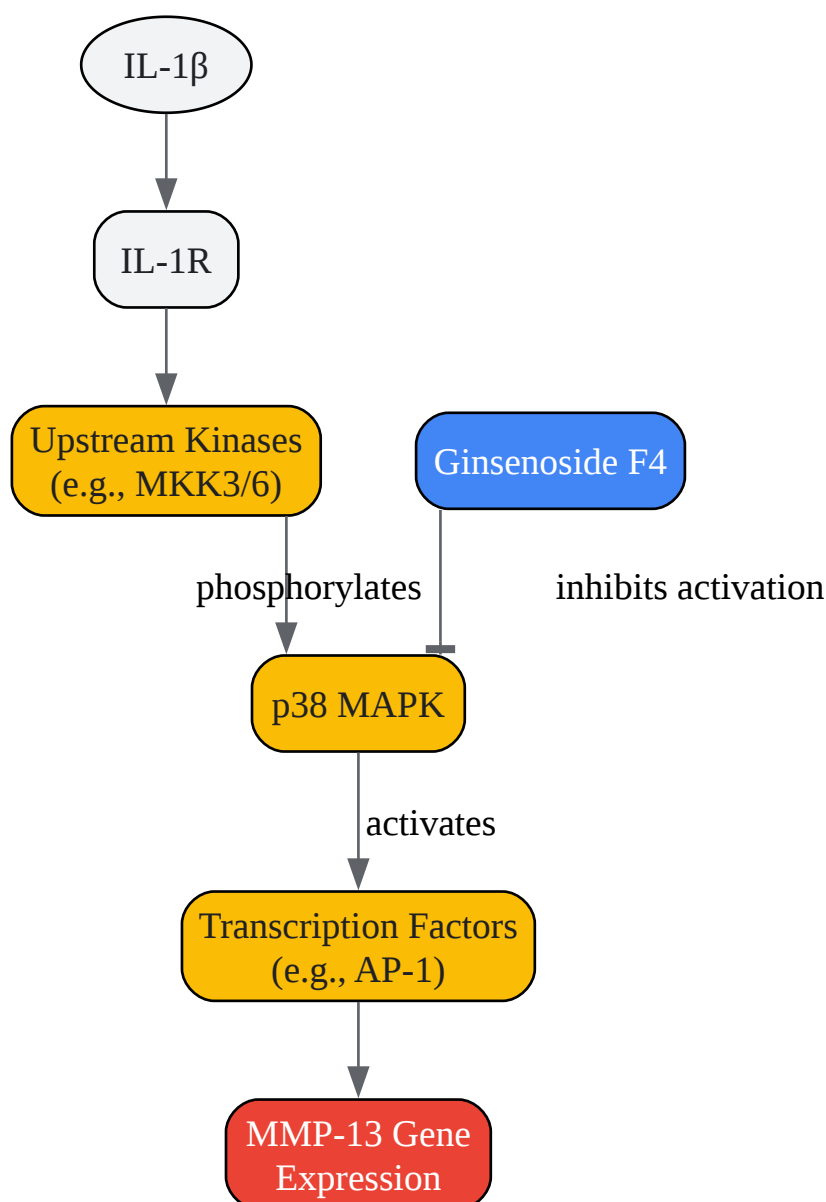 IL-1β
IL-1R
Upstream Kinases
(e.g., MKK3/6)
Ginsenoside F4
phosphorylates
inhibits activation
p38 MAPK
activates
Transcription Factors
(e.g., AP-1)
MMP-13 Gene
Expression